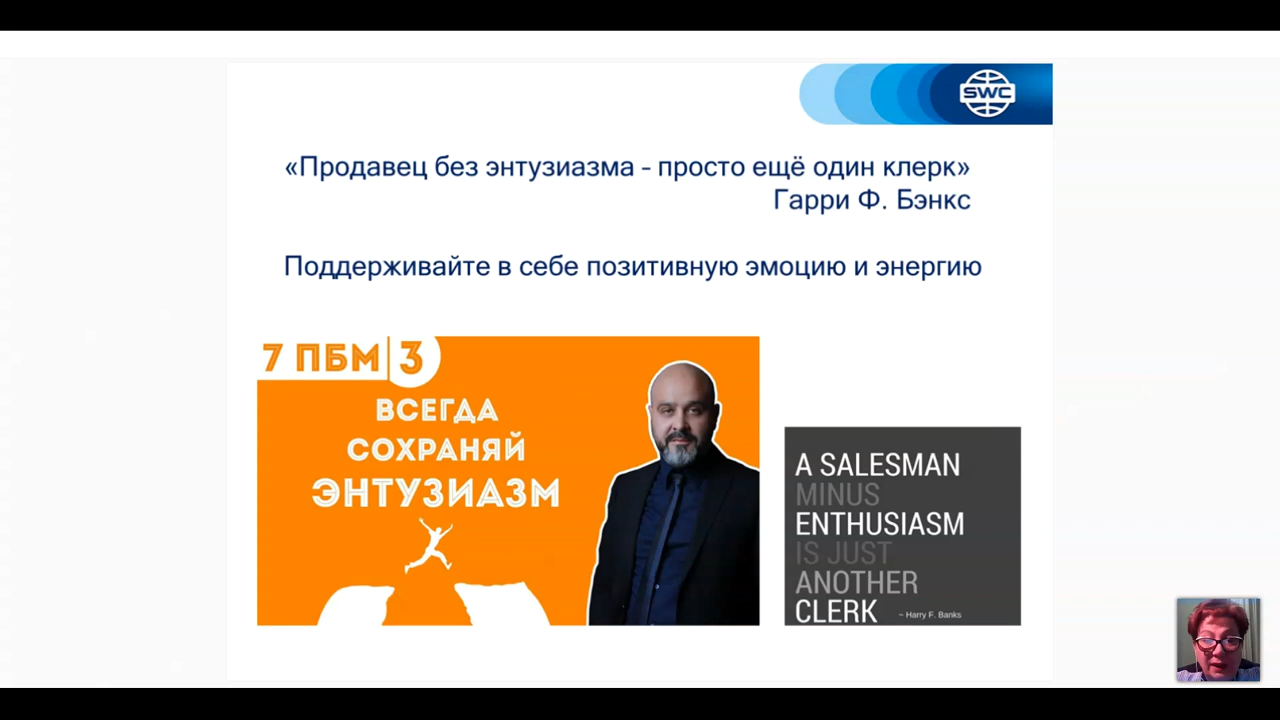 SWC
«Продавец без энтузиазма - просто ещё один клерк»
Гарри Ф. Бэнкс
Поддерживайте в себе позитивную эмоцию и энергию
7 ПБМ 3
ВСЕГДА
СОХРАНЯЙ
ЭНТУЗИАЗМ
A SALESMAN
MINUS
ENTHUSIASM
IS JUST
ANOTHER
CLERK
~ Harry F. Banks